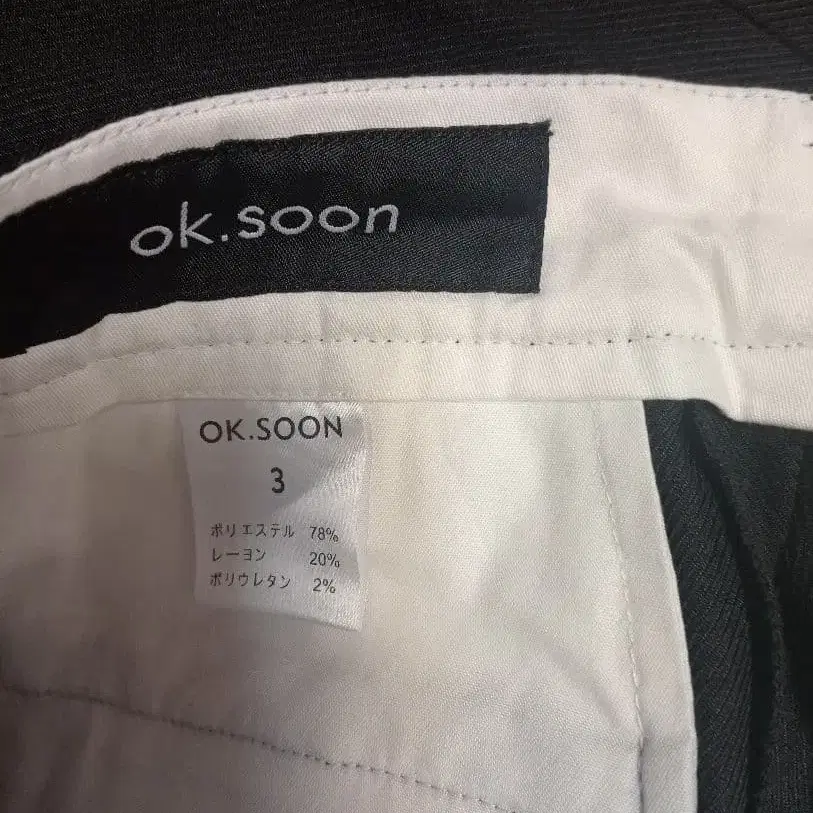 ok.soon
OK.SOON
3
ポリエステル 78%
レーヨン 20%
ポリウレタン 2%